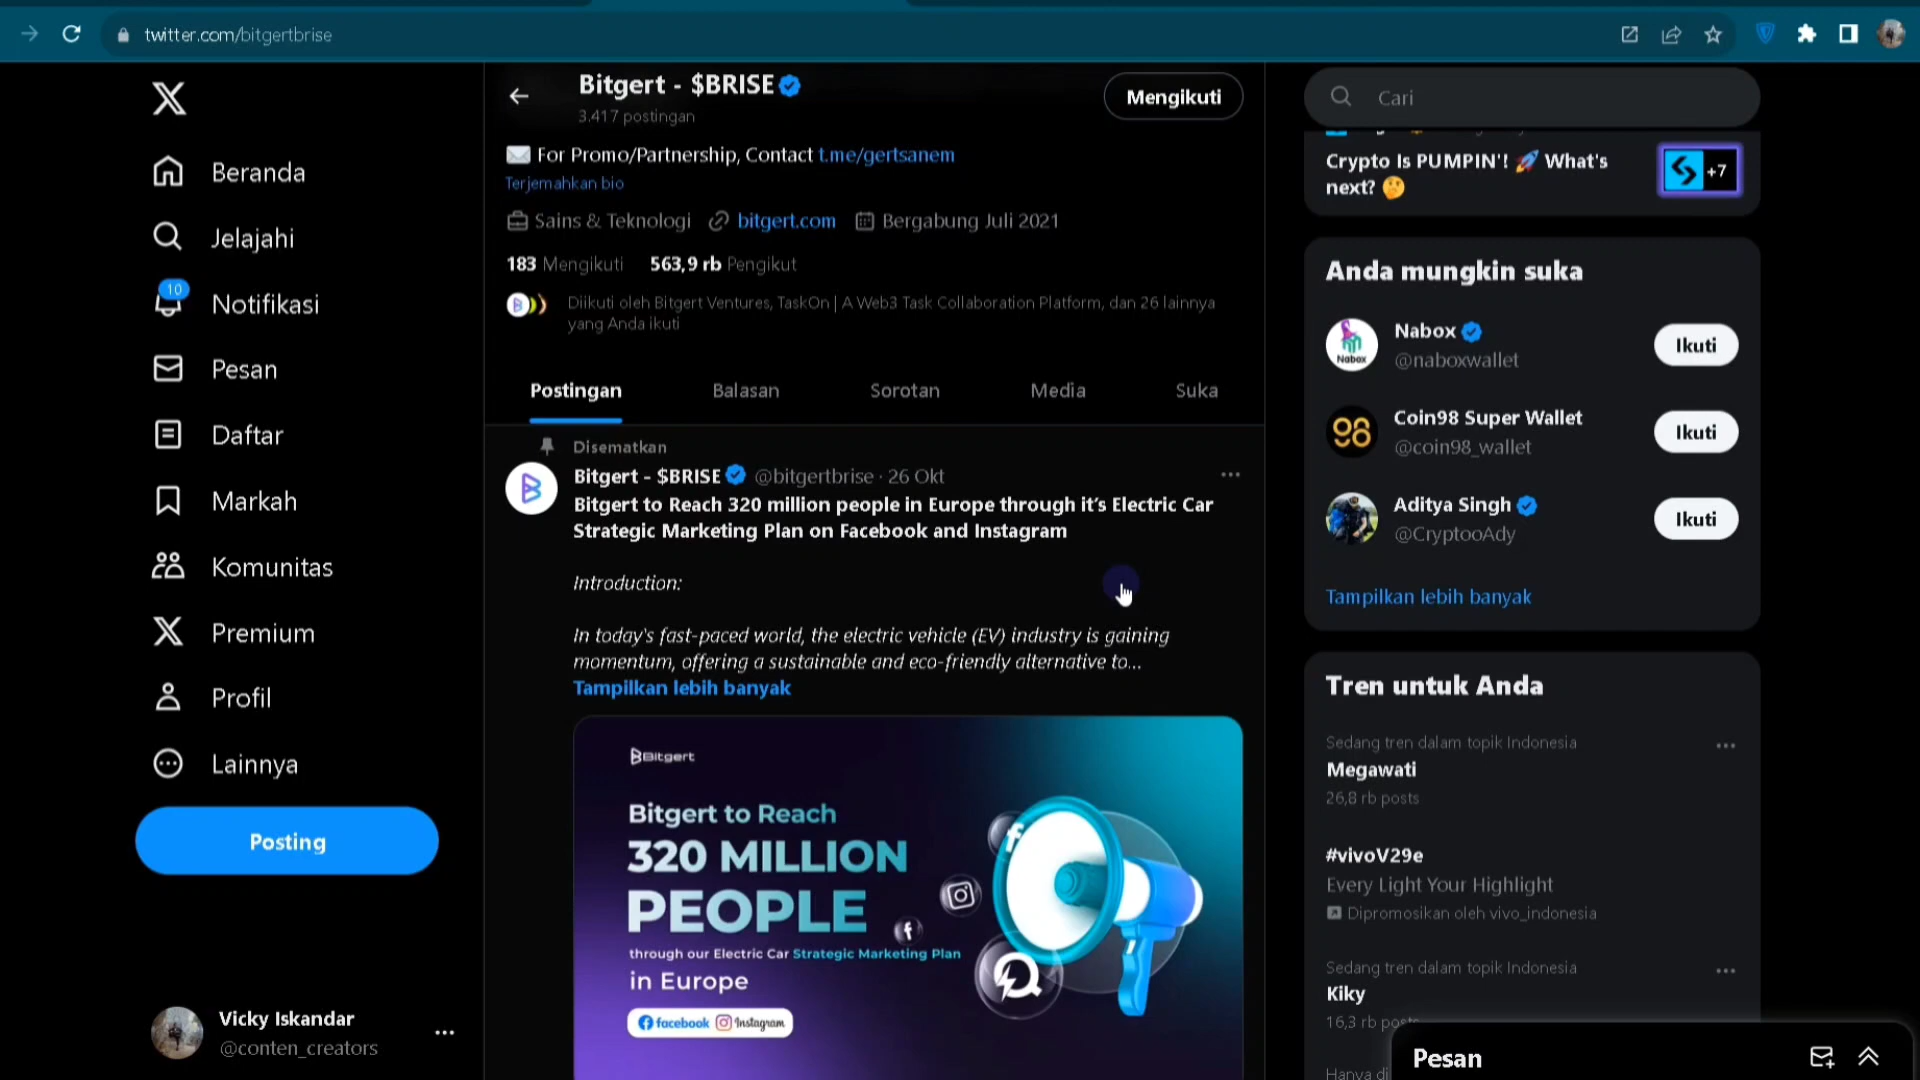 twitter.com/bitgertbrise
Beranda
Jelajahi
10
Notifikasi
Pesan
Daftar
Markah
Komunitas
Premium
Profil
Lainnya
Posting
Vicky Iskandar
@conten_creators
Bitgert - $BRISE
3.417 postingan
Mengikuti
For Promo/Partnership, Contact t.me/gertsanem
Terjemahkan bio
Sains & Teknologi bitgert.com Bergabung Juli 2021
183 Mengikuti 563,9 rb Pengikut
Diikuti oleh Bitgert Ventures, TaskOn | A Web3 Task Collaboration Platform, dan 26 lainnya
yang Anda ikuti
Postingan Balasan Sorotan Media Suka
Disematkan
Bitgert - $BRISE @bitgertbrise · 26 Okt
Bitgert to Reach 320 million people in Europe through it’s Electric Car
Strategic Marketing Plan on Facebook and Instagram
Introduction:
In today's fast-paced world, the electric vehicle (EV) industry is gaining
momentum, offering a sustainable and eco-friendly alternative to...
Tampilkan lebih banyak
Bitgert
Bitgert to Reach
320 MILLION
PEOPLE
through our Electric Car Strategic Marketing Plan
in Europe
facebook Instagram
Cari
Crypto Is PUMPIN'! 🚀 What's
next? 🤔
+7
Anda mungkin suka
Nabox
Nabox
@naboxwallet
Ikuti
98
Coin98 Super Wallet
@coin98_wallet
Ikuti
Aditya Singh
@CryptooAdy
Ikuti
Tampilkan lebih banyak
Tren untuk Anda
Sedang tren dalam topik Indonesia
Megawati
26,8 rb posts
#vivoV29e
Every Light Your Highlight
Dipromosikan oleh vivo_indonesia
Sedang tren dalam topik Indonesia
Kiky
16,3 rb posts
Hanya di
Pesan